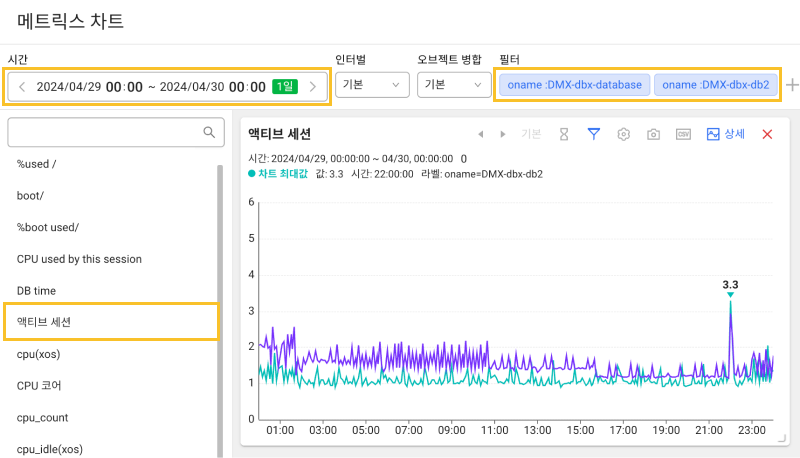 메트릭스 차트
시간 인터벌 오브젝트 병합 필터
2024/04/29 00:00 ~ 2024/04/30 00:00 1일 기본 기본 oname :DMX-dbx-database oname :DMX-dbx-db2
%used /
boot/
%boot used/
CPU used by this session
DB time
액티브 세션
cpu(xos)
CPU 코어
cpu_count
cpu_idle(xos)
액티브 세션 기본 CSV 상세
시간: 2024/04/29, 00:00:00 ~ 04/30, 00:00:00 0
차트 최대값 값: 3.3 시간: 22:00:00 라벨: oname=DMX-dbx-db2
6
5
4
3
2
1
0
3.3
01:00 03:00 05:00 07:00 09:00 11:00 13:00 15:00 17:00 19:00 21:00 23:00